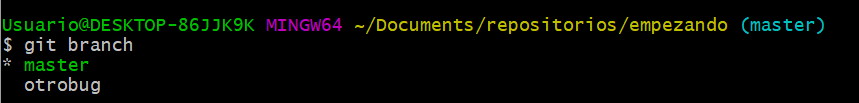 Usuario@DESKTOP-86JJK9K MINGW64 ~/Documents/repositorios/empezando (master)
$ git branch
* master
  otrobug